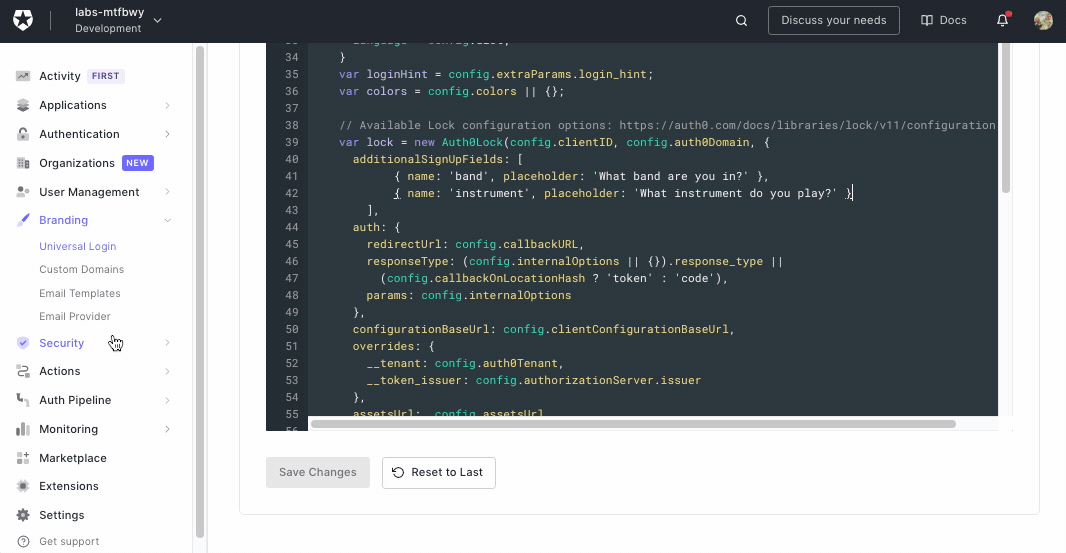 labs-mtfbwy
Development
Discuss your needs
Docs
Activity FIRST
Applications
Authentication
Organizations NEW
User Management
Branding
Universal Login
Custom Domains
Email Templates
Email Provider
Security
Actions
Auth Pipeline
Monitoring
Marketplace
Extensions
Settings
Get support
34 }
35 var loginHint = config.extraParams.login_hint;
36 var colors = config.colors || {};
37
38 // Available Lock configuration options: https://auth0.com/docs/libraries/lock/v11/configuration
39 var lock = new Auth0Lock(config.clientID, config.auth0Domain, {
40 additionalSignUpFields: [
41 { name: 'band', placeholder: 'What band are you in?' },
42 { name: 'instrument', placeholder: 'What instrument do you play?' }
43 ],
44 auth: {
45 redirectUrl: config.callbackURL,
46 responseType: (config.internalOptions || {}).response_type ||
47 (config.callbackOnLocationHash ? 'token' : 'code'),
48 params: config.internalOptions
49 },
50 configurationBaseUrl: config.clientConfigurationBaseUrl,
51 overrides: {
52 __tenant: config.auth0Tenant,
53 __token_issuer: config.authorizationServer.issuer
54 },
55 assetsUrl: config.assetsUrl
56
Save Changes
Reset to Last